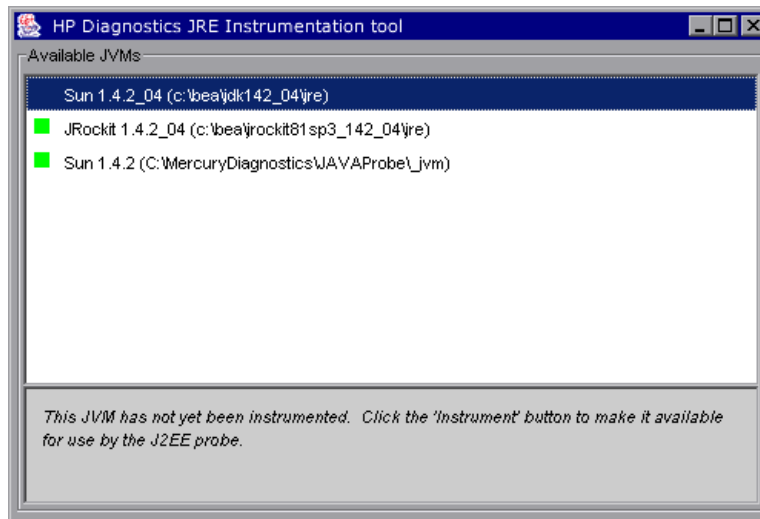 HP Diagnostics JRE Instrumentation tool
Available JVMs
Sun 1.4.2_04 (c:\bea\jdk142_04\jre)
JRockit 1.4.2_04 (c:\bea\jrockit81sp3_142_04\jre)
Sun 1.4.2 (C:\MercuryDiagnostics\JAVAProbe\_jvm)
This JVM has not yet been instrumented. Click the 'Instrument' button to make it available
for use by the J2EE probe.